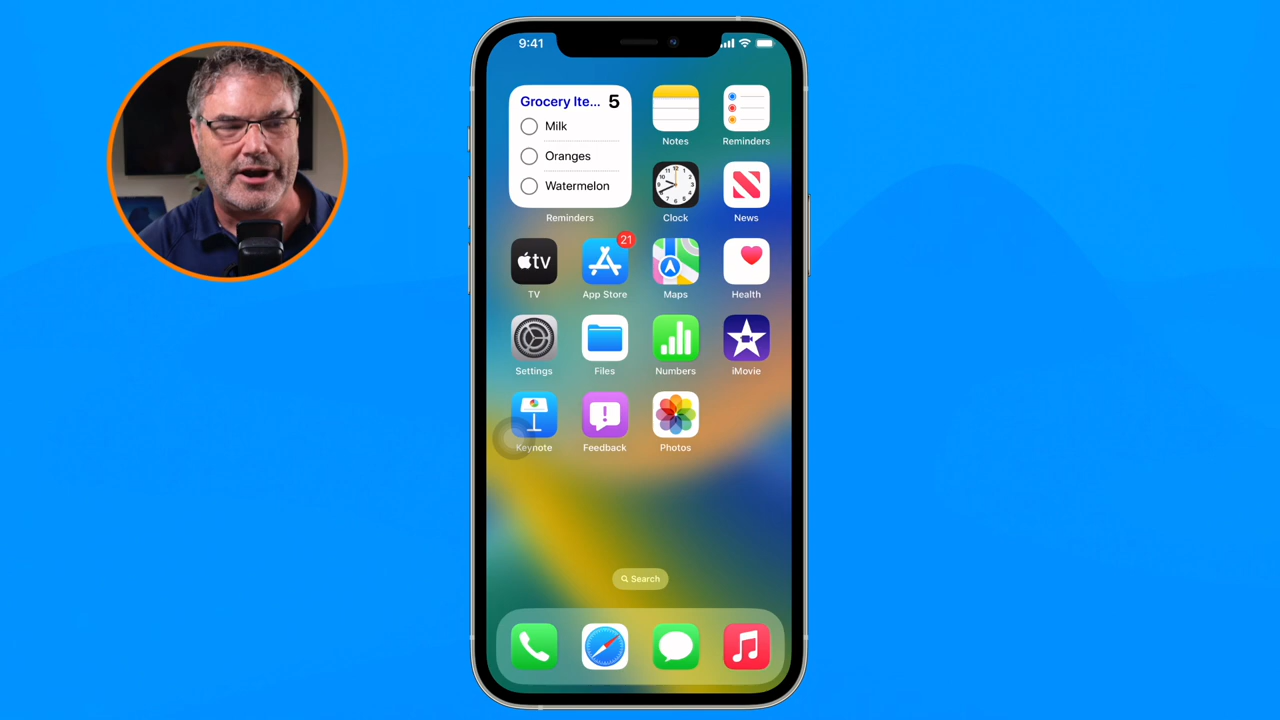 9:41
Grocery Ite... 5
Milk
Oranges
Watermelon
Reminders
Notes
Reminders
Clock
News
tv
TV
21
App Store
Maps
Health
Settings
Files
Numbers
iMovie
Keynote
Feedback
Photos
Search